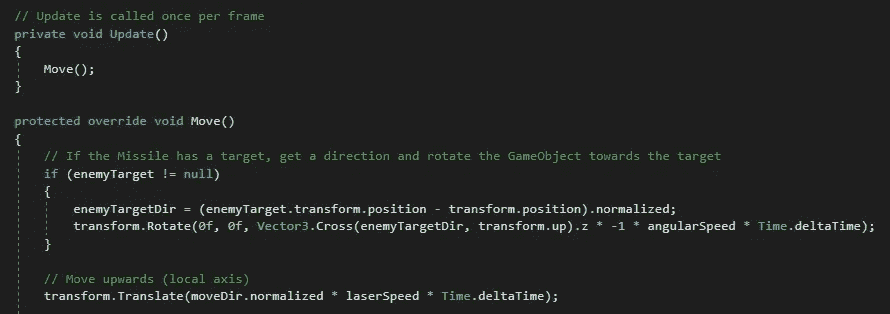 // Update is called once per frame
private void Update()
{
    Move();
}

protected override void Move()
{
    // If the Missile has a target, get a direction and rotate the GameObject towards the target
    if (enemyTarget != null)
    {
        enemyTargetDir = (enemyTarget.transform.position - transform.position).normalized;
        transform.Rotate(0f, 0f, Vector3.Cross(enemyTargetDir, transform.up).z * -1 * angularSpeed * Time.deltaTime);
    }

    // Move upwards (local axis)
    transform.Translate(moveDir.normalized * laserSpeed * Time.deltaTime);